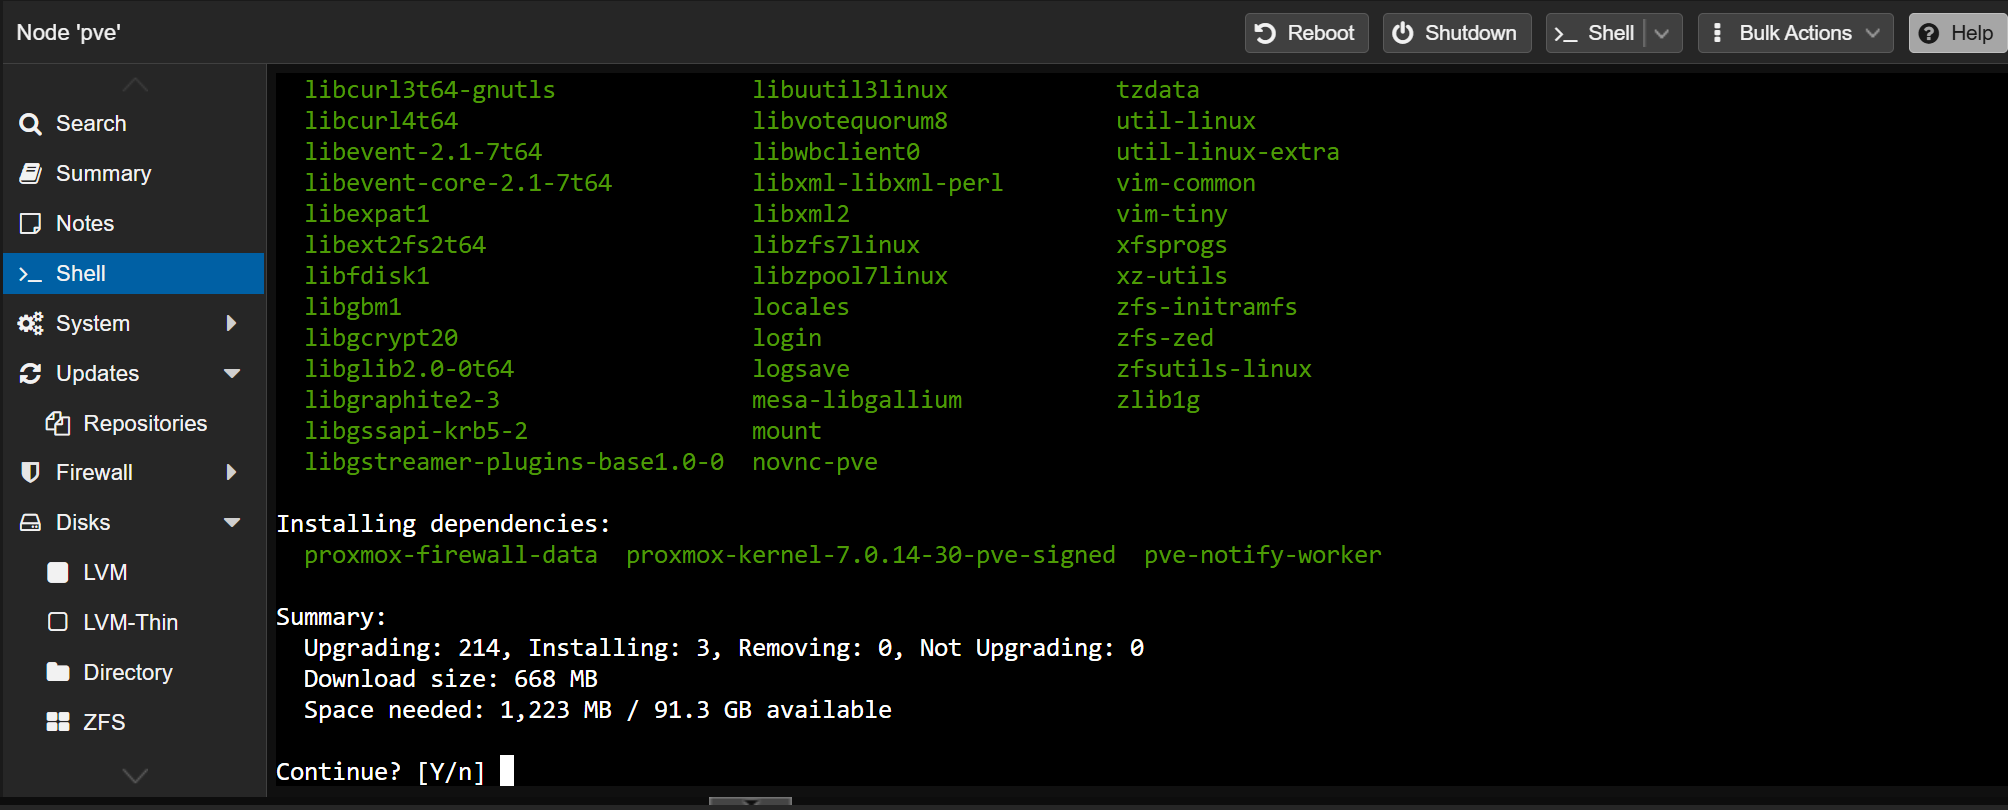 Node 'pve'
Reboot
Shutdown
Shell
Bulk Actions
Help
Search
Summary
Notes
Shell
System
Updates
Repositories
Firewall
Disks
LVM
LVM-Thin
Directory
ZFS
libcurl3t64-gnutls libuutil3linux tzdata
libcurl4t64 libvotequorum8 util-linux
libevent-2.1-7t64 libwbclient0 util-linux-extra
libevent-core-2.1-7t64 libxml-libxml-perl vim-common
libexpat1 libxml2 vim-tiny
libext2fs2t64 libzfs7linux xfsprogs
libfdisk1 libzpool7linux xz-utils
libgbm1 locales zfs-initramfs
libgcrypt20 login zfs-zed
libglib2.0-0t64 logsave zfsutils-linux
libgraphite2-3 mesa-libgallium zlib1g
libgssapi-krb5-2 mount
libgstreamer-plugins-base1.0-0 novnc-pve
Installing dependencies:
proxmox-firewall-data proxmox-kernel-7.0.14-30-pve-signed pve-notify-worker
Summary:
Upgrading: 214, Installing: 3, Removing: 0, Not Upgrading: 0
Download size: 668 MB
Space needed: 1,223 MB / 91.3 GB available
Continue? [Y/n]